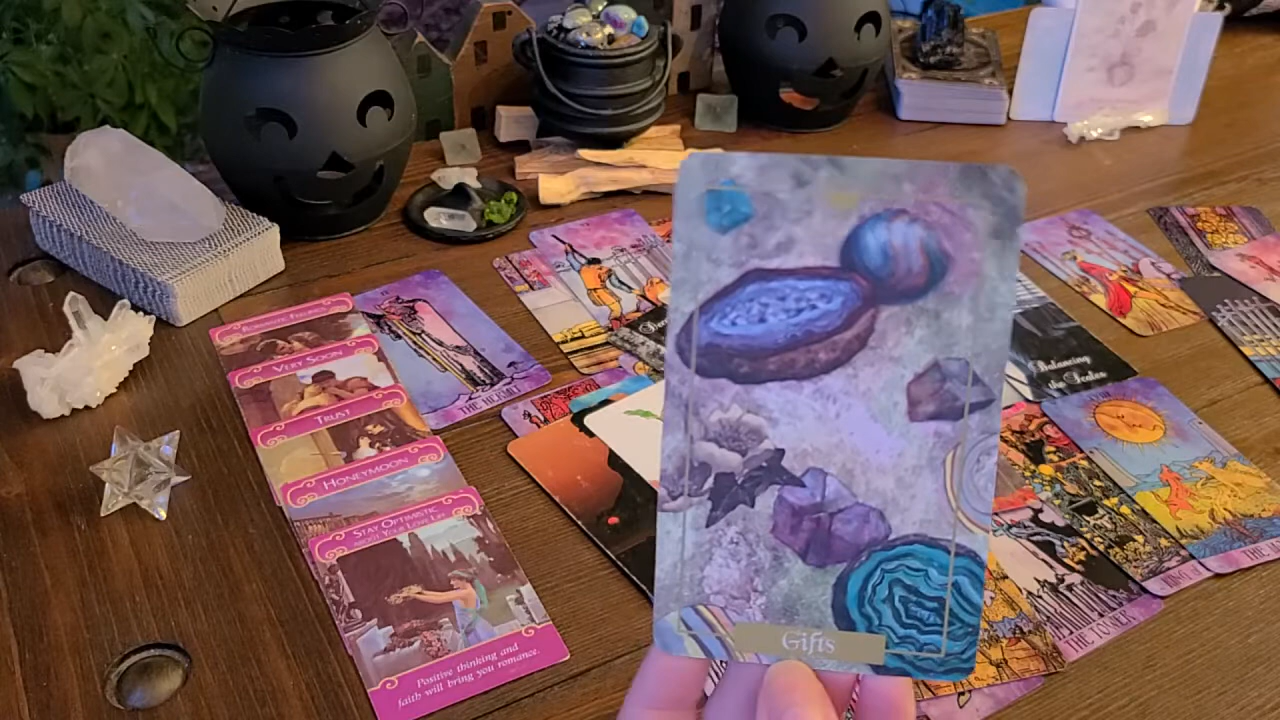 ROMANTIC FEELINGS
VERY SOON
TRUST
HONEYMOON
STAY OPTIMISTIC
ABOUT YOUR LOVE LIFE
Positive thinking and
faith will bring you romance.
THE HERMIT
Gifts
Balancing
the Scales
THE TOWER